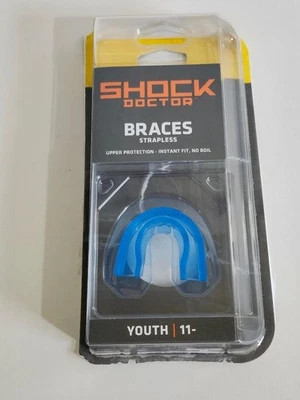 SHOCK
DOCTOR
BRACES
STRAPLESS
UPPER PROTECTION - INSTANT FIT, NO BOIL
YOUTH | 11-